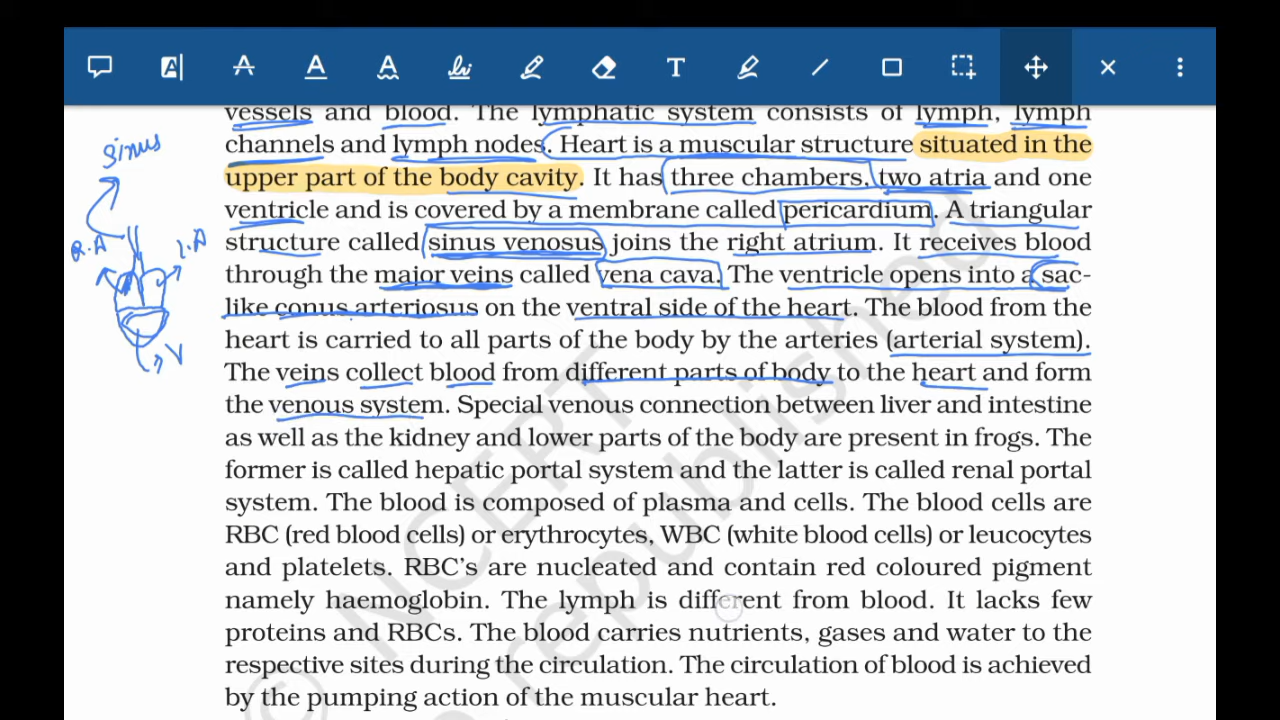 vessels and blood. The lymphatic system consists of lymph, lymph
channels and lymph nodes. Heart is a muscular structure situated in the
upper part of the body cavity. It has three chambers, two atria and one
ventricle and is covered by a membrane called pericardium. A triangular
structure called sinus venosus joins the right atrium. It receives blood
through the major veins called vena cava. The ventricle opens into a sac-
like conus arteriosus on the ventral side of the heart. The blood from the
heart is carried to all parts of the body by the arteries (arterial system).
The veins collect blood from different parts of body to the heart and form
the venous system. Special venous connection between liver and intestine
as well as the kidney and lower parts of the body are present in frogs. The
former is called hepatic portal system and the latter is called renal portal
system. The blood is composed of plasma and cells. The blood cells are
RBC (red blood cells) or erythrocytes, WBC (white blood cells) or leucocytes
and platelets. RBC's are nucleated and contain red coloured pigment
namely haemoglobin. The lymph is different from blood. It lacks few
proteins and RBCs. The blood carries nutrients, gases and water to the
respective sites during the circulation. The circulation of blood is achieved
by the pumping action of the muscular heart.
Sinus
R.A
L.A
V
© NCERT
republished